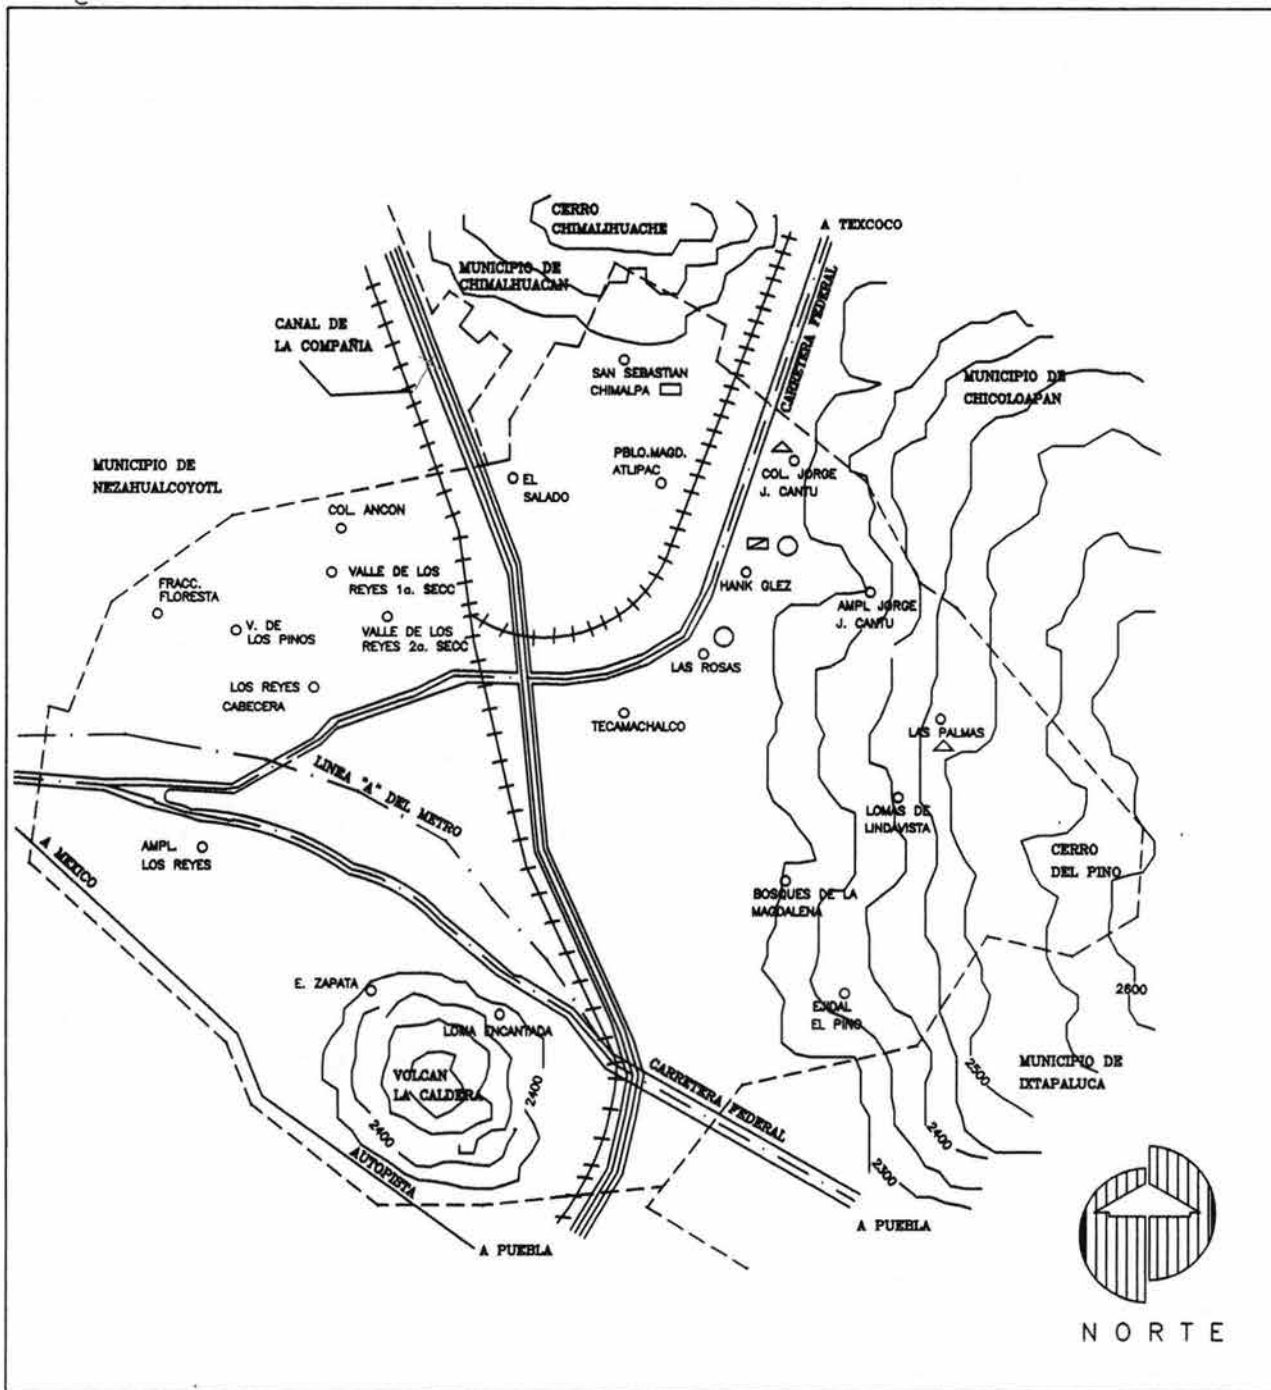 CERRO
CHIMALIHUACHE
A TEXCOCO
MUNICIPIO DE
CHIMALHUACAN
CARRETERA FEDERAL
CANAL DE
LA COMPAÑIA
SAN SEBASTIAN
CHIMALPA
MUNICIPIO DE
CHICOLOAPAN
MUNICIPIO DE
NEZAHUALCOYOTL
PBLO.MAGD.
ATLIPAC
COL. JORGE
J. CANTU
EL
SALADO
COL. ANCON
VALLE DE LOS
REYES 1a. SECC
HANK GLEZ
FRACC.
FLORESTA
AMPL JORGE
J. CANTU
V. DE
LOS PINOS
VALLE DE LOS
REYES 2a. SECC
LAS ROSAS
LOS REYES
CABECERA
TECAMACHALCO
LAS PALMAS
LINEA "A" DEL METRO
LOMAS DE
LINDAVISTA
A MEXICO
AMPL.
LOS REYES
CERRO
DEL PINO
BOSQUES DE LA
MAGDALENA
E. ZAPATA
LOMA ENCANTADA
EJIDAL
EL PINO
2600
VOLCAN
LA CALDERA
2400
2400
CARRETERA FEDERAL
MUNICIPIO DE
IXTAPALUCA
2500
2400
2300
AUTOPISTA
A PUEBLA
A PUEBLA
NORTE